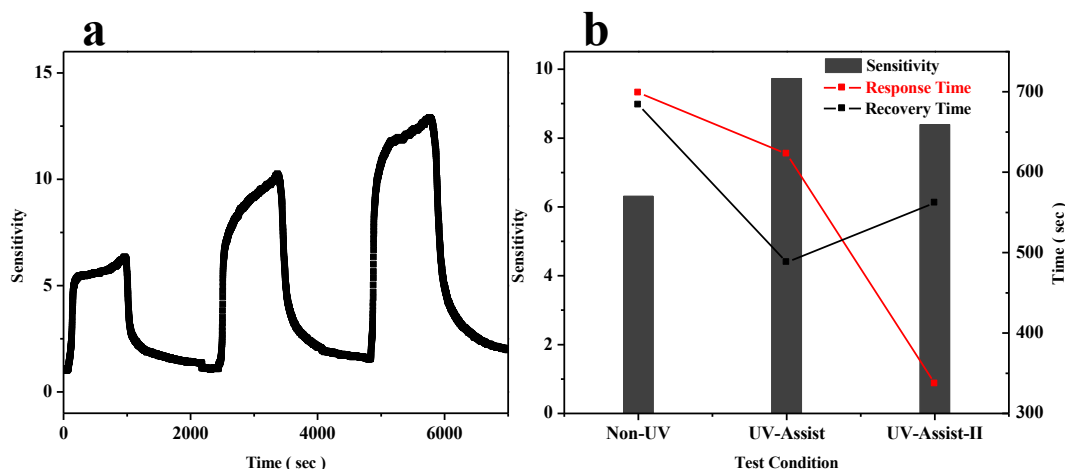 a
15
10
5
0
Sensitivity
0
2000
4000
6000
Time ( sec )
b
10
8
6
4
2
0
Sensitivity
Sensitivity
Response Time
Recovery Time
700
600
500
400
300
Time ( sec)
Non-UV
UV-Assist
UV-Assist-II
Test Condition